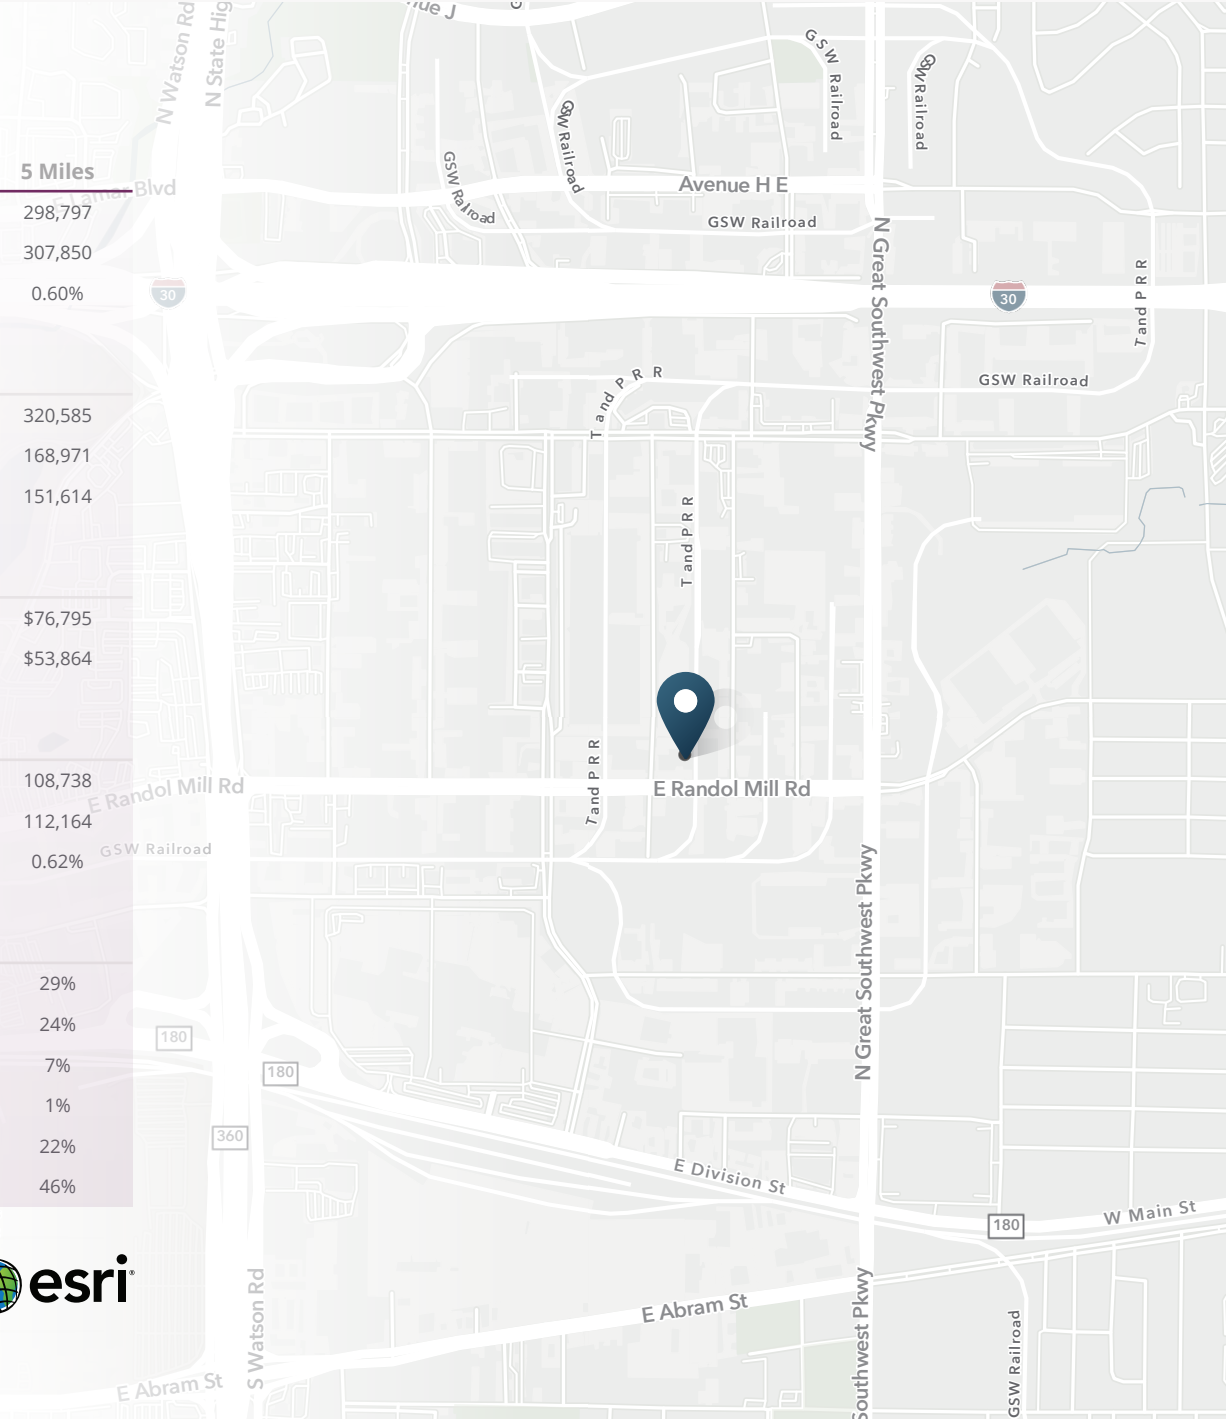 5 Miles
298,797
307,850
0.60%
320,585
168,971
151,614
$76,795
$53,864
108,738
112,164
0.62%
29%
24%
7%
1%
22%
46%
esri
N Watson Rd
N State Hig
nue J
GSW Railroad
GSW Railroad
GSW Railroad
GSW Railroad
E Lamar Blvd
Avenue H E
GSW Railroad
30
30
N Great Southwest Pkwy
T and P R R
T and P R R
GSW Railroad
T and P R R
T and P R R
E Randol Mill Rd
E Randol Mill Rd
GSW Railroad
N Great Southwest Pkwy
180
180
360
E Division St
180
W Main St
S Watson Rd
E Abram St
E Abram St
Southwest Pkwy
GSW Railroad